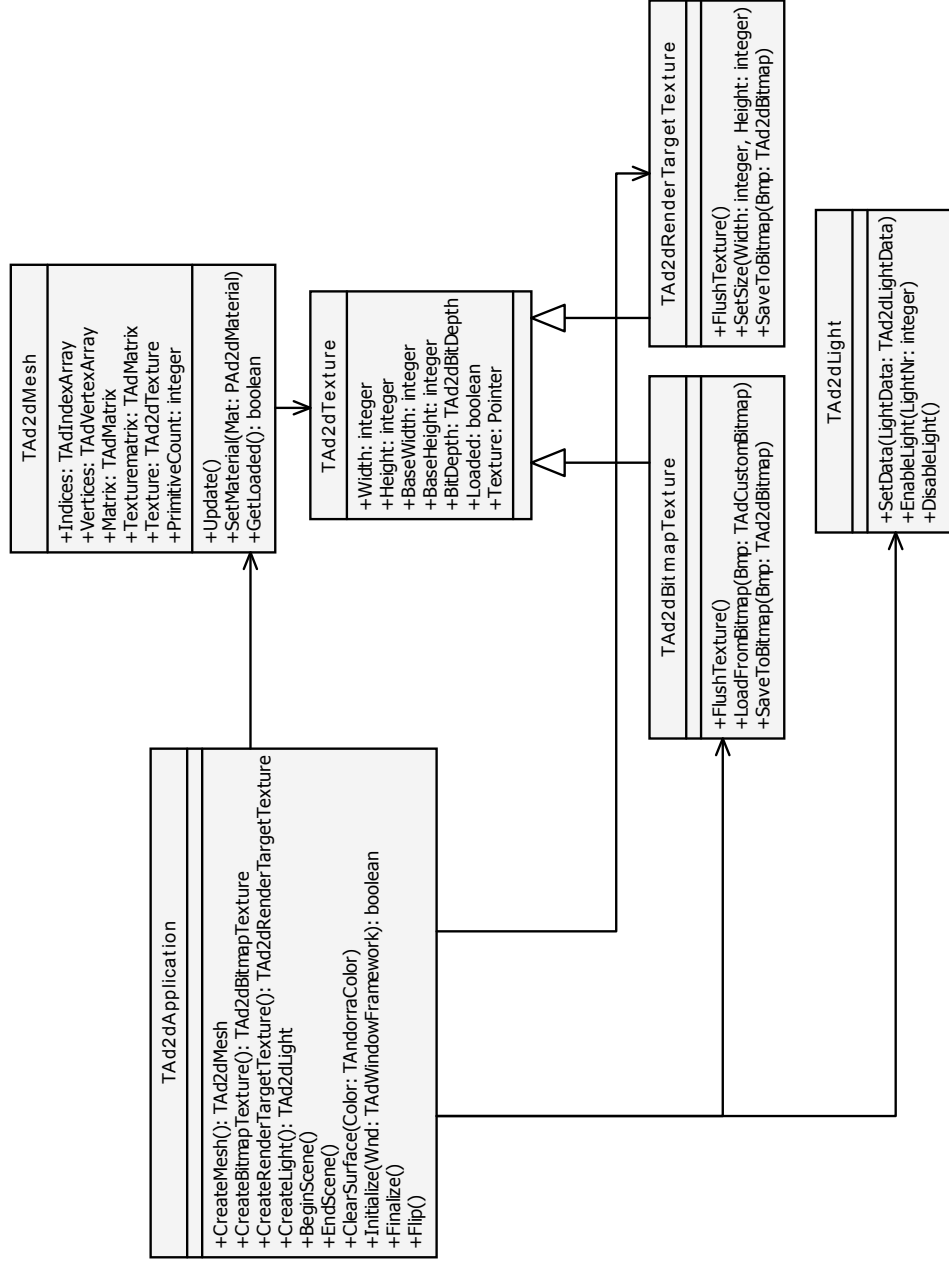 TAd2dMesh
+Indices: TAdIndexArray
+Vertices: TAdVertexArray
+Matrix: TAdMatrix
+Texturematrix: TAdMatrix
+Texture: TAd2dTexture
+PrimitiveCount: integer
+Update()
+SetMaterial(Mat: PAd2dMaterial)
+GetLoaded(): boolean
TAd2dApplication
+CreateMesh(): TAd2dMesh
+CreateBitmapTexture(): TAd2dBitmapTexture
+CreateRenderTargetTexture(): TAd2dRenderTargetTexture
+CreateLight(): TAd2dLight
+BeginScene()
+EndScene()
+ClearSurface(Color: TAndorraColor)
+Initialize(Wnd: TAdWindowFramework): boolean
+Finalize()
+Flip()
TAd2dTexture
+Width: integer
+Height: integer
+BaseWidth: integer
+BaseHeight: integer
+BitDepth: TAd2dBitDepth
+Loaded: boolean
+Texture: Pointer
TAd2dBitmapTexture
+FlushTexture()
+LoadFromBitmap(Bmp: TAdCustomBitmap)
+SaveToBitmap(Bmp: TAd2dBitmap)
TAd2dRenderTargetTexture
+FlushTexture()
+SetSize(Width: integer, Height: integer)
+SaveToBitmap(Bmp: TAd2dBitmap)
TAd2dLight
+SetData(LightData: TAd2dLightData)
+EnableLight(LightNr: integer)
+DisableLight()